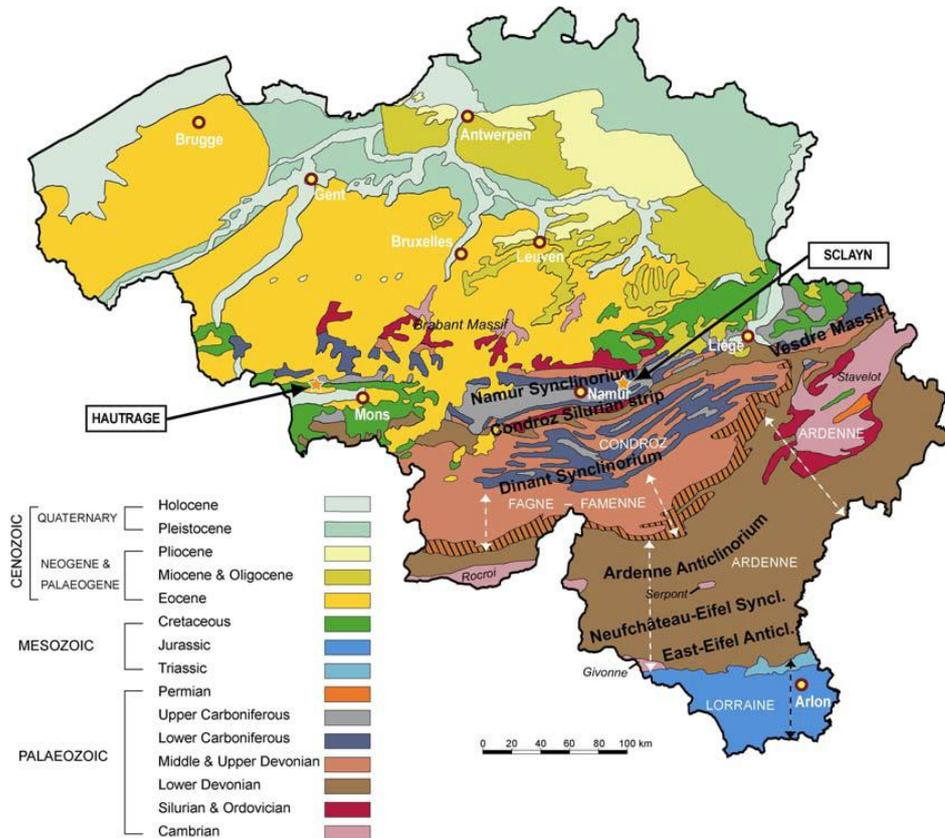 Brugge
Antwerpen
Gent
Bruxelles
Leuven
SCLAYN
Brabant Massif
Liège
Vesdre Massif
Namur Synclinorium
Namur
Stavelot
HAUTRAGE
Mons
Condroz Silurian strip
CONDROZ
ARDENNE
Dinant Synclinorium
FAGNE – FAMENNE
Rocroi
Ardenne Anticlinorium
ARDENNE
Serpont
Neufchâteau-Eifel Syncl.
East-Eifel Anticl.
Givonne
LORRAINE
Arlon
0 20 40 60 80 100 km
CENOZOIC
QUATERNARY
Holocene
Pleistocene
NEOGENE &
PALAEOGENE
Pliocene
Miocene & Oligocene
Eocene
MESOZOIC
Cretaceous
Jurassic
Triassic
PALAEOZOIC
Permian
Upper Carboniferous
Lower Carboniferous
Middle & Upper Devonian
Lower Devonian
Silurian & Ordovician
Cambrian